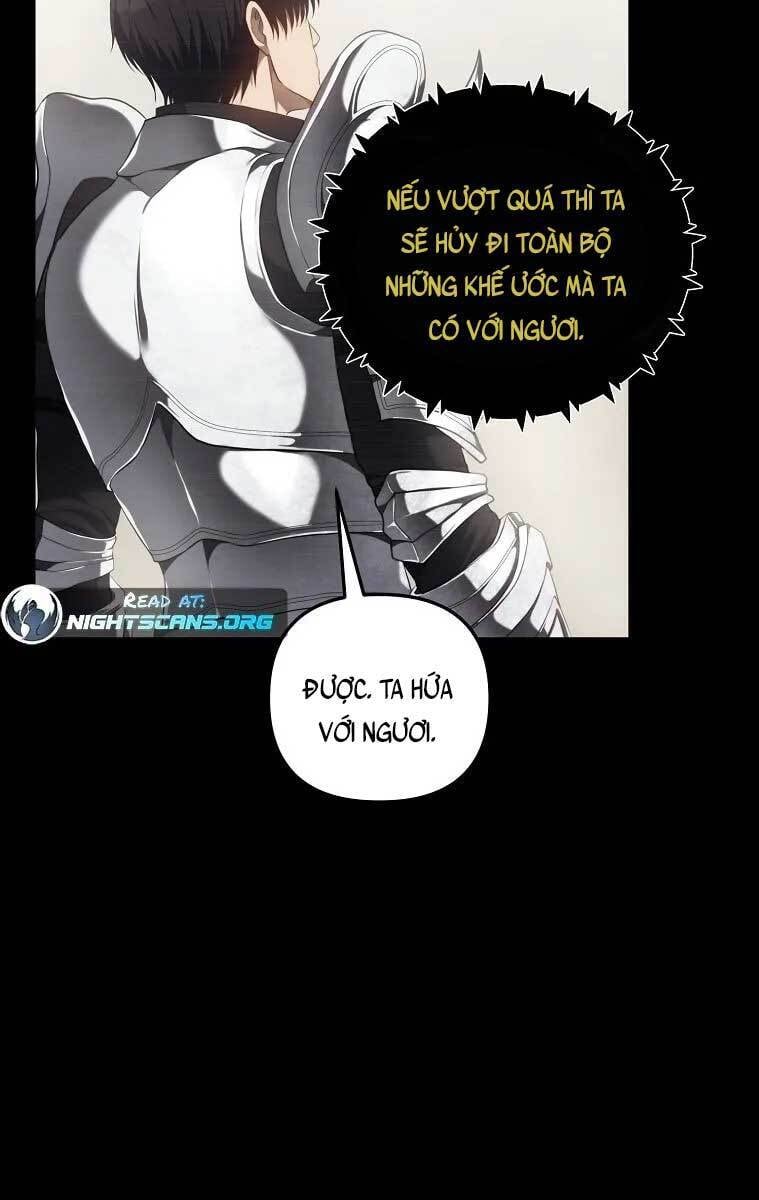 NẾU VƯỢT QUÁ THÌ TA
SẼ HỦY ĐI TOÀN BỘ
NHỮNG KHẾ ƯỚC MÀ TA
CÓ VỚI NGƯƠI.
READ AT:
NIGHTSCANS.ORG
ĐƯỢC. TA HỨA
VỚI NGƯƠI.